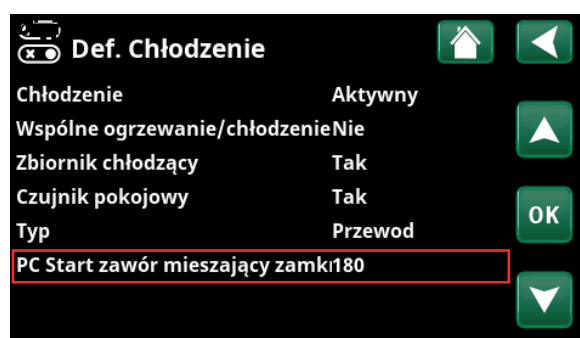 Def. Chłodzenie
Chłodzenie Aktywny
Wspólne ogrzewanie/chłodzenie Nie
Zbiornik chłodzący Tak
Czujnik pokojowy Tak
OK
Typ Przewod
PC Start zawór mieszający zamk 180